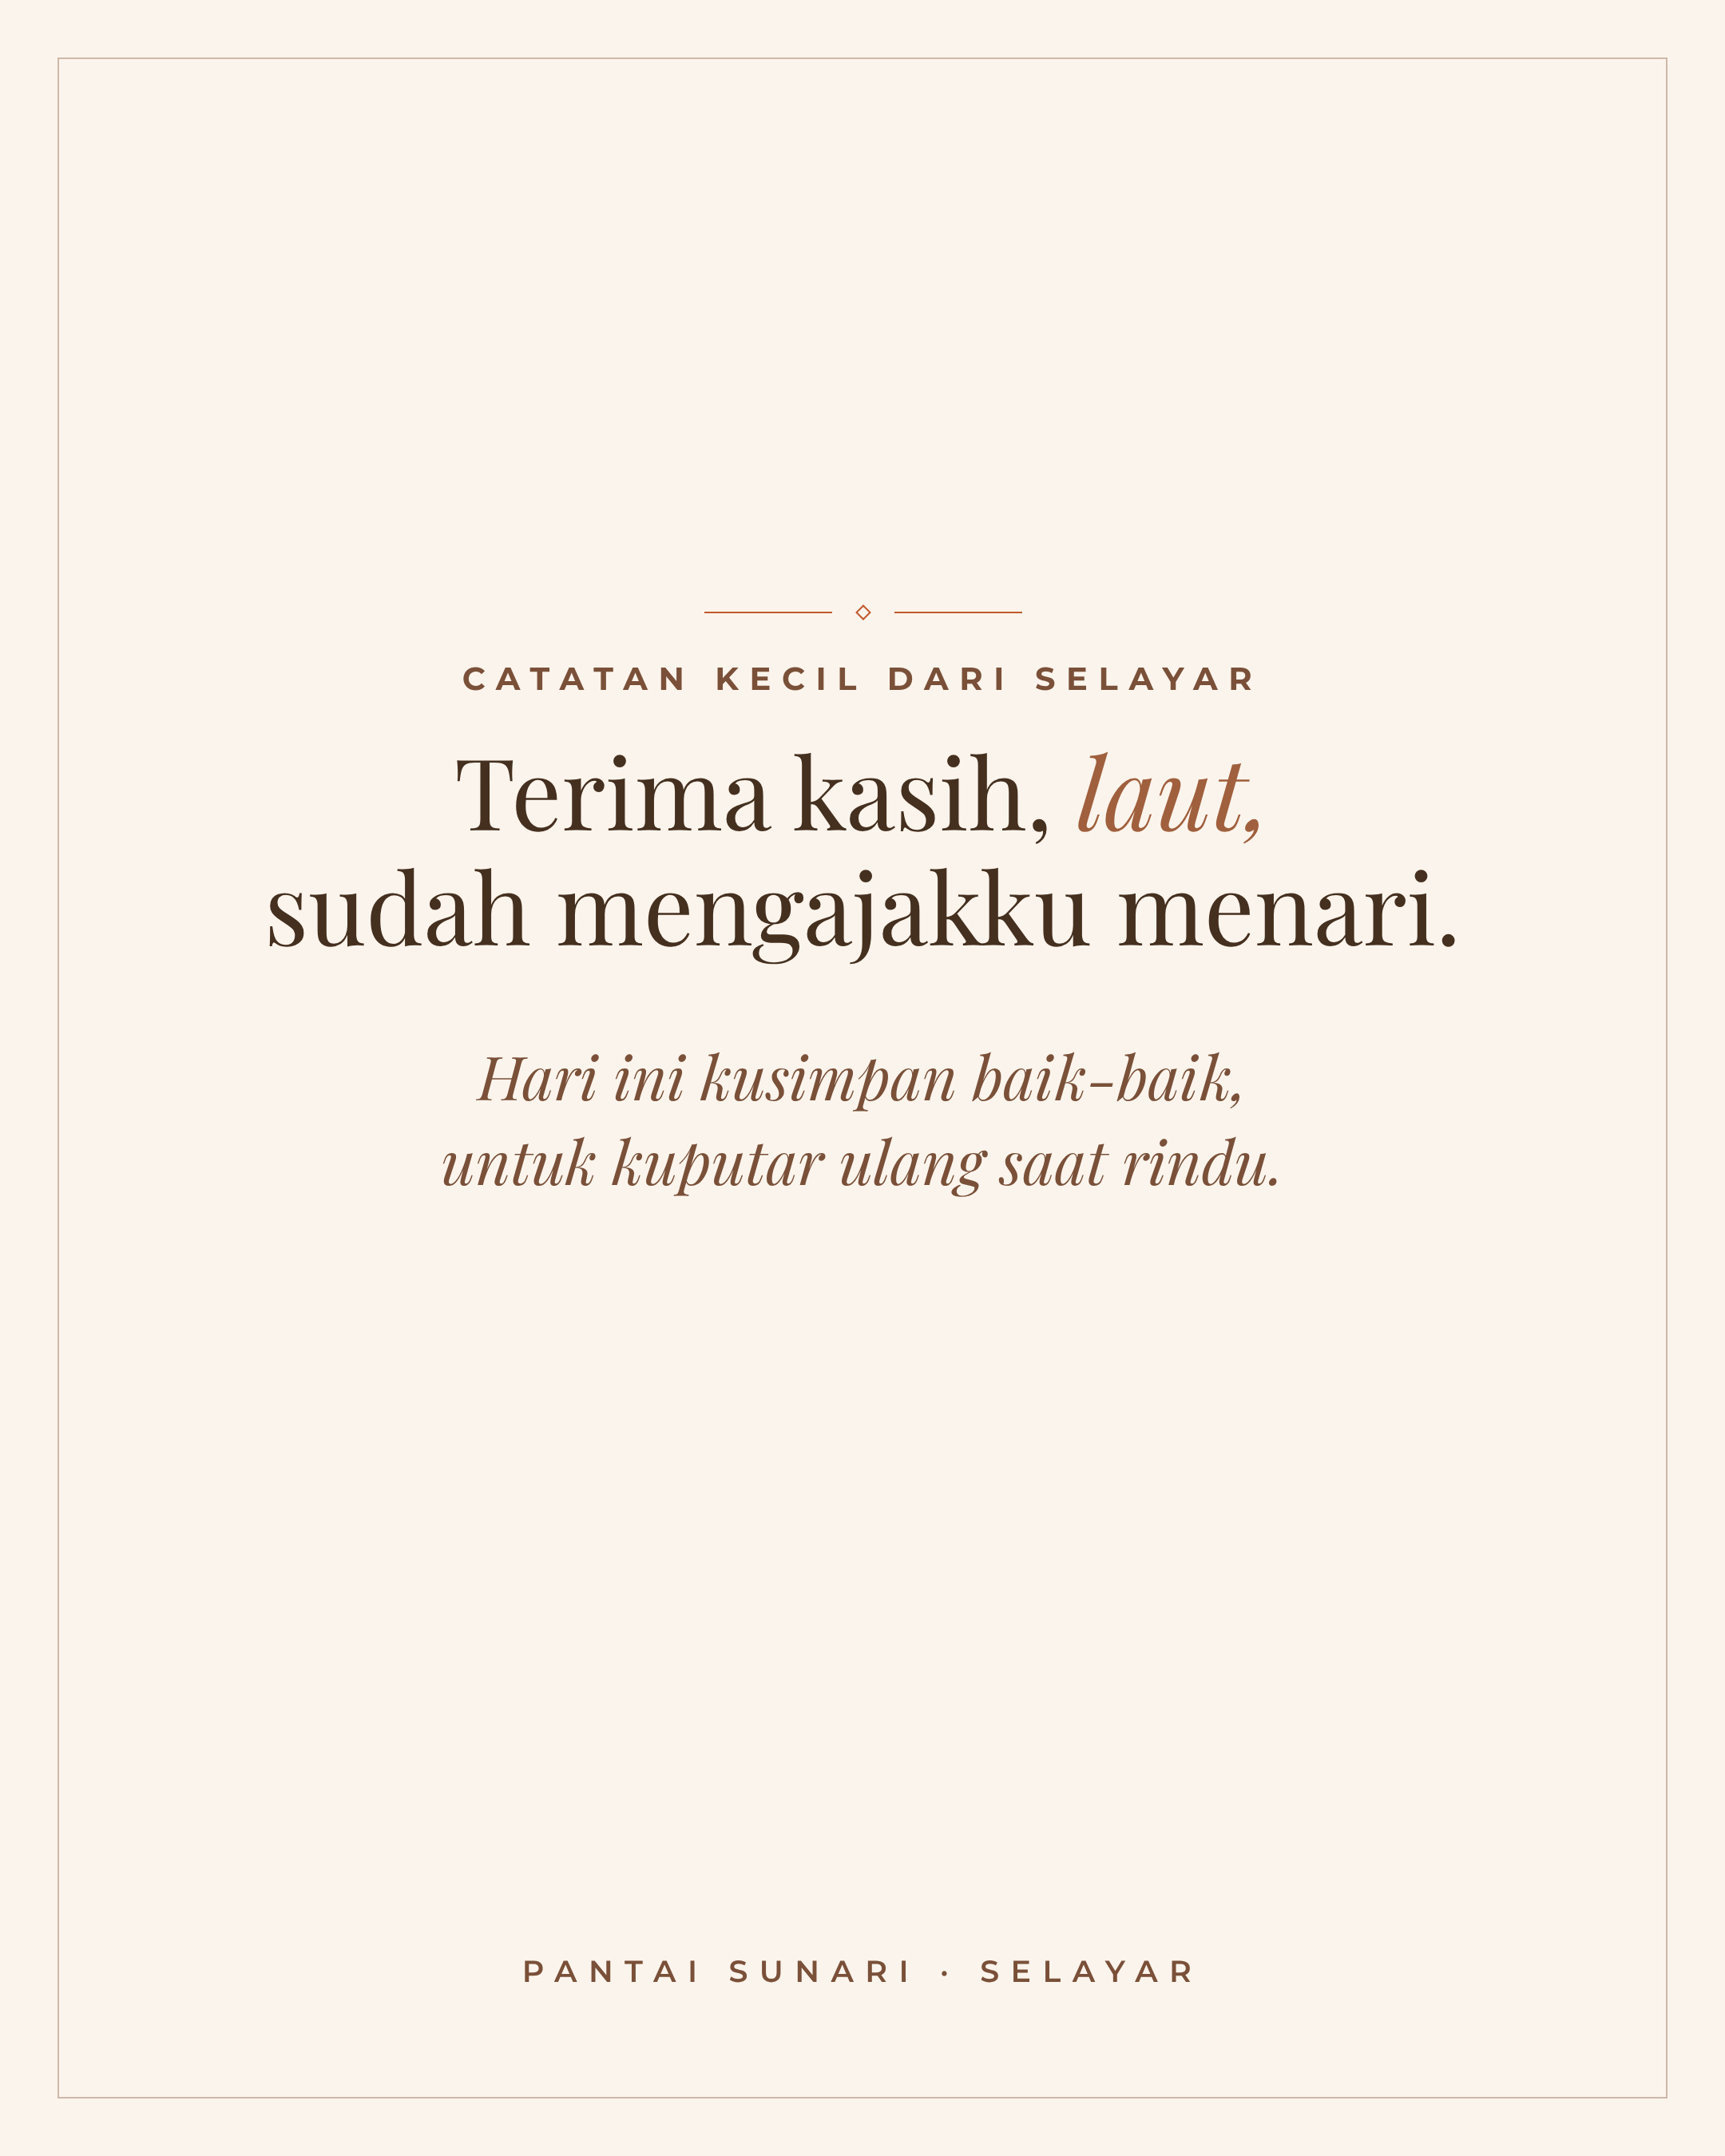 CATATAN KECIL DARI SELAYAR
Terima kasih, laut,
sudah mengajakku menari.
Hari ini kusimpan baik-baik,
untuk kuputar ulang saat rindu.
PANTAI SUNARI · SELAYAR